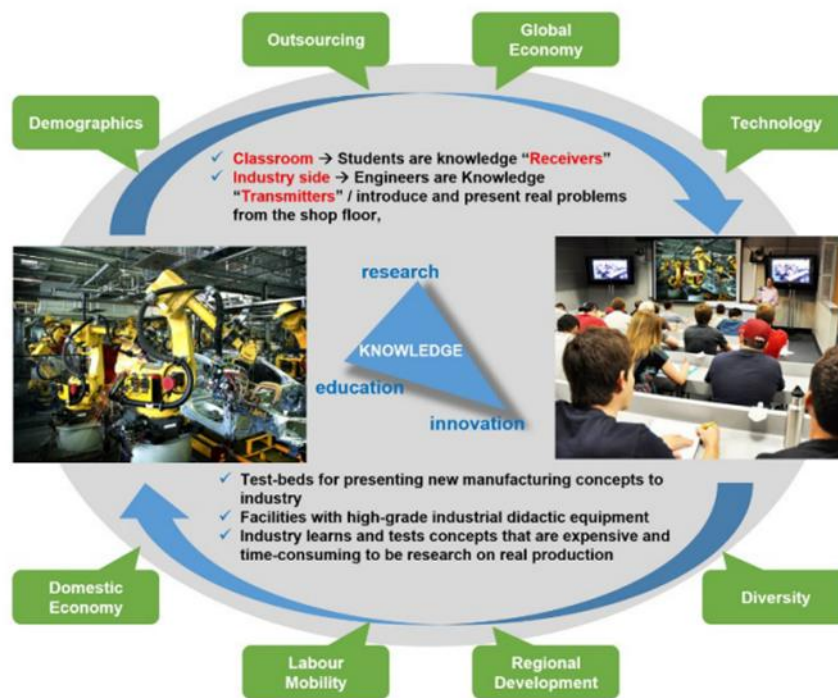 Outsourcing
Global
Economy
Demographics
Technology
✓ Classroom → Students are knowledge “Receivers”
✓ Industry side → Engineers are Knowledge
“Transmitters” / introduce and present real problems
from the shop floor,
research
KNOWLEDGE
education
innovation
✓ Test-beds for presenting new manufacturing concepts to
industry
✓ Facilities with high-grade industrial didactic equipment
✓ Industry learns and tests concepts that are expensive and
time-consuming to be research on real production
Domestic
Economy
Diversity
Labour
Mobility
Regional
Development